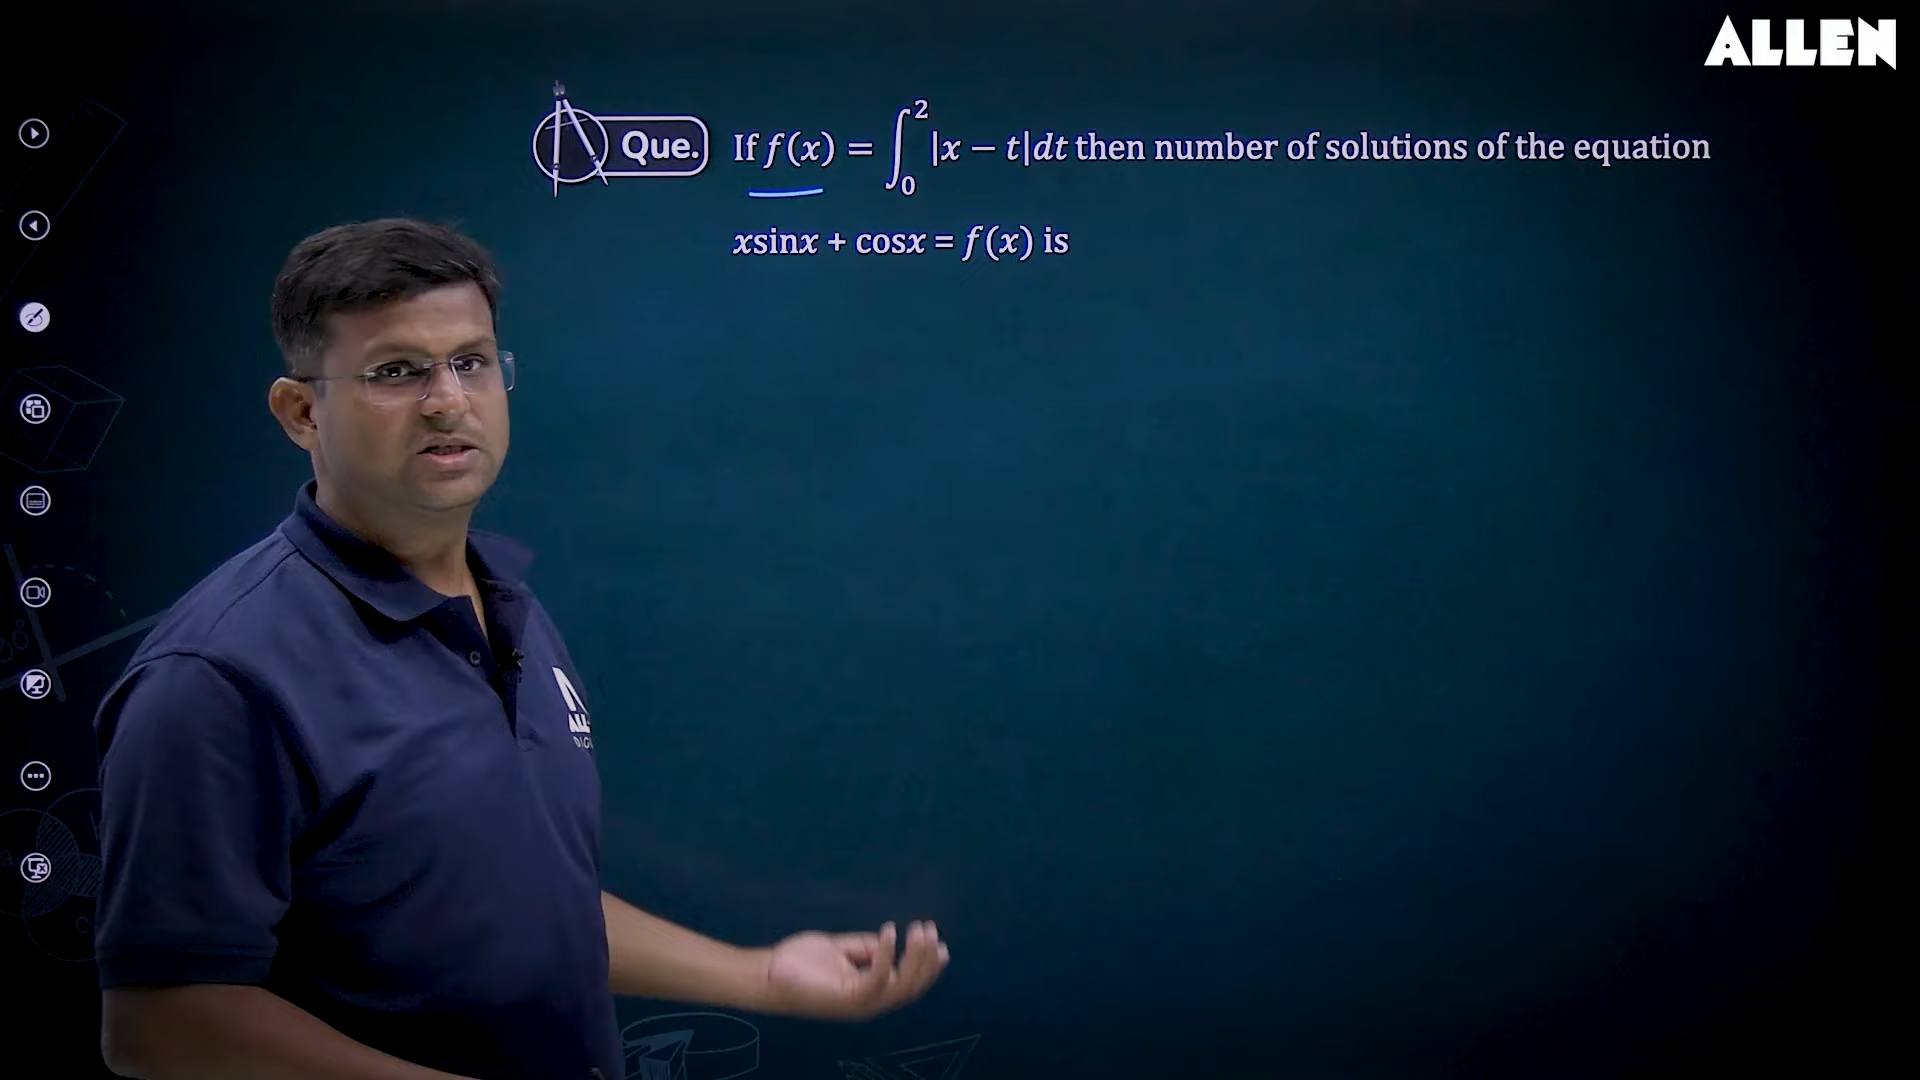 ALLEN
Que. If f(x) = ∫₀² |x − t|dt then number of solutions of the equation
xsinx + cosx = f(x) is